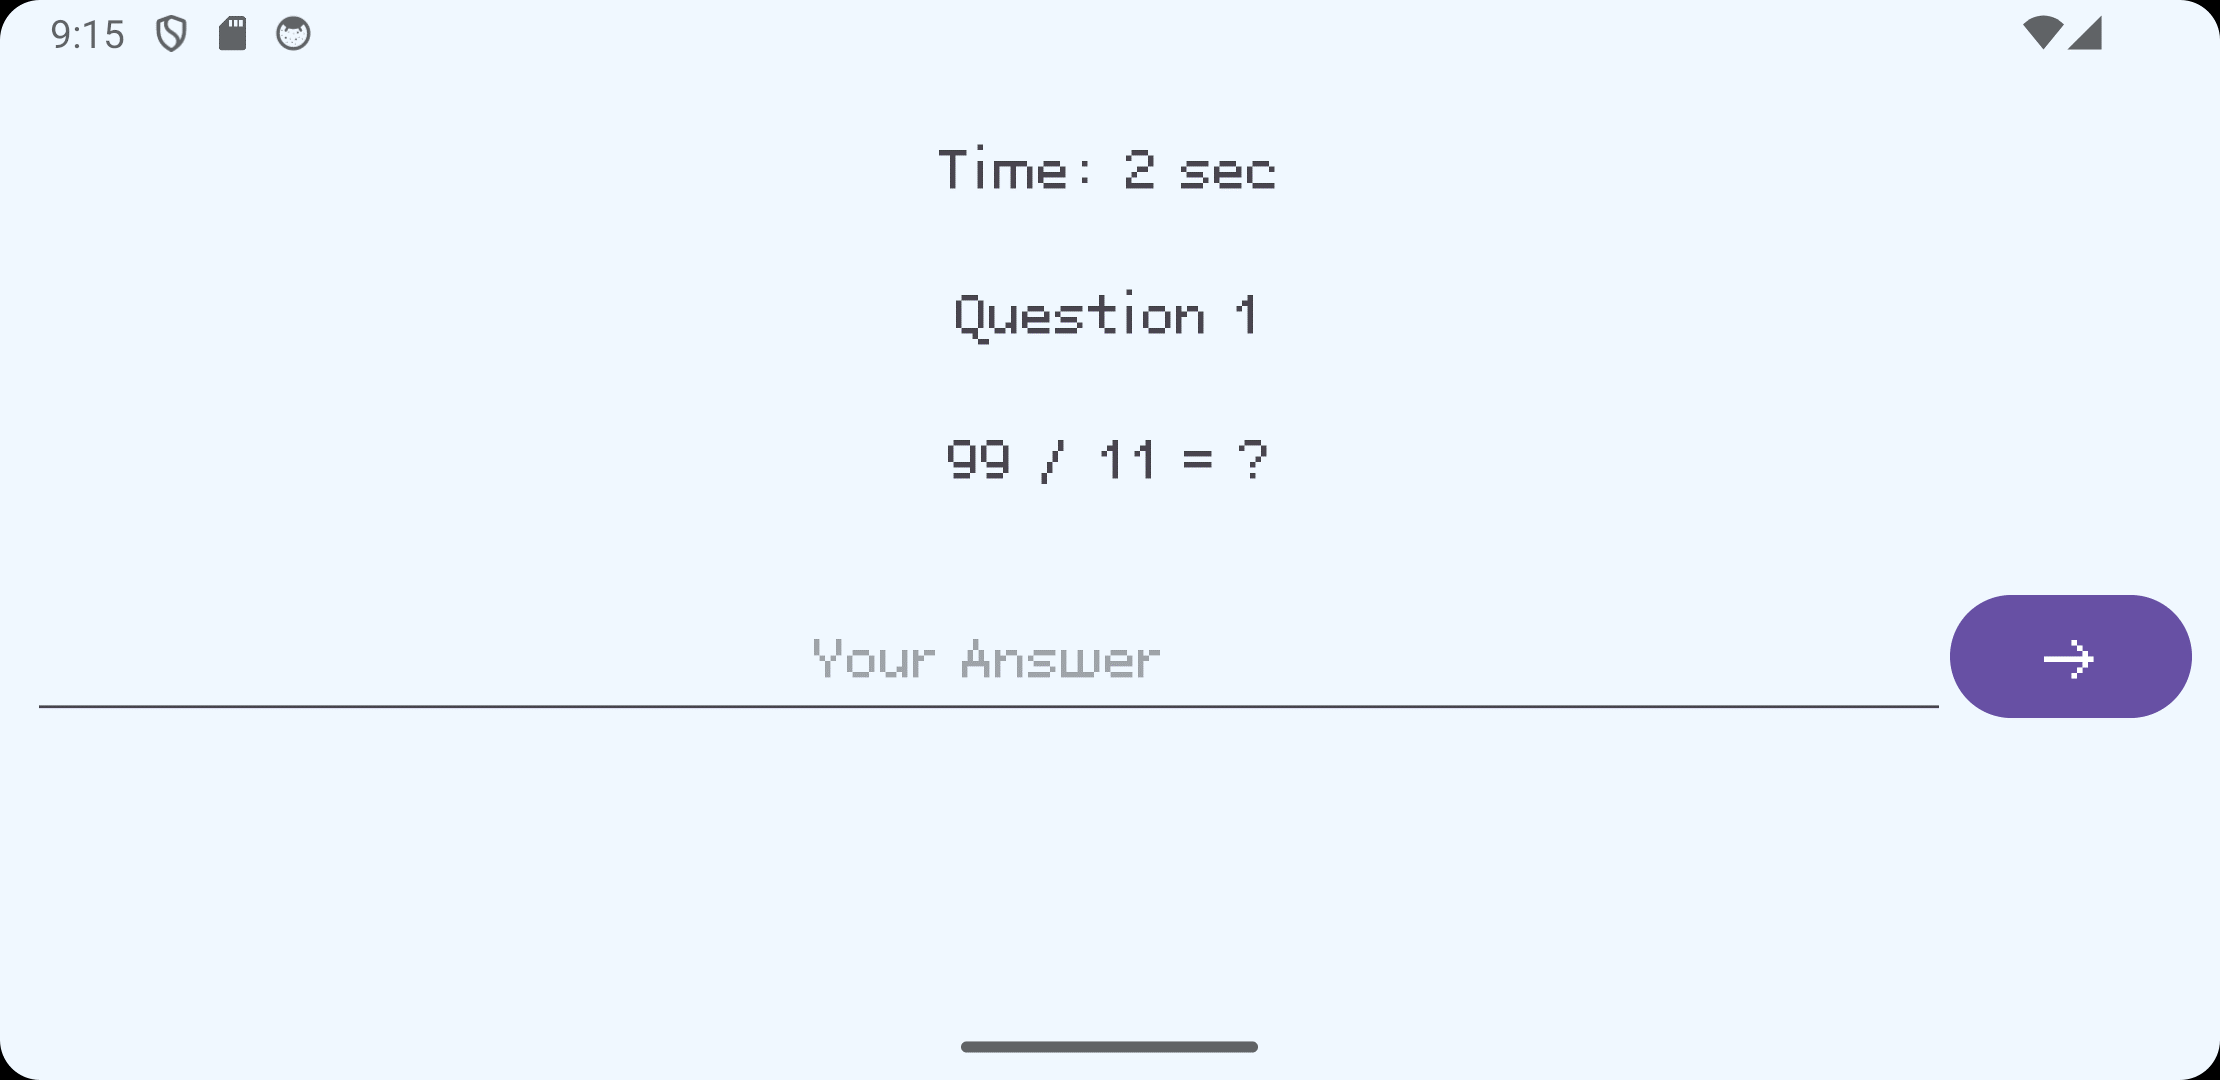 9:15
Time: 2 sec
Question 1
99 / 11 = ?
Your Answer
→